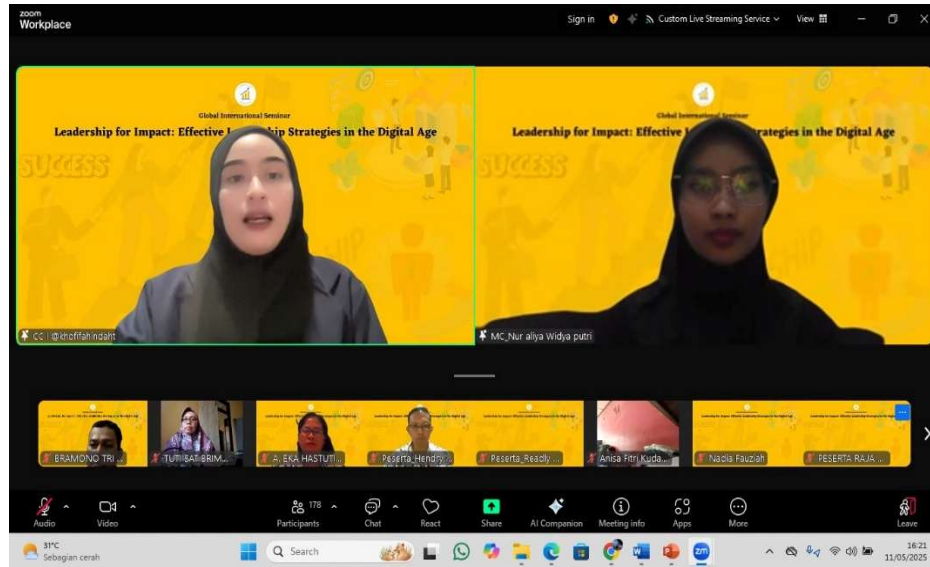 zoom
Workplace
Sign in
Custom Live Streaming Service
View
Global International Seminar
Leadership for Impact: Effective Strategies in the Digital Age
SUCCESS
CC 1 @khofifahindaht
Global International Seminar
Leadership for Impact: Effective Strategies in the Digital Age
SUCCESS
MC_Nur aliya Widya putri
BRAMONO TRI ...
TUTI SAT BRIM...
A. EKA HASTUTI...
Peserta_Hendry...
Peserta_Readly ...
Anisa Fitri Kuda...
Nadia Fauziah
PESERTA RAJA ...
Audio
Video
178
Participants
Chat
React
Share
AI Companion
Meeting info
Apps
More
Leave
31°C
Sebagian cerah
Search
16:21
11/05/2025